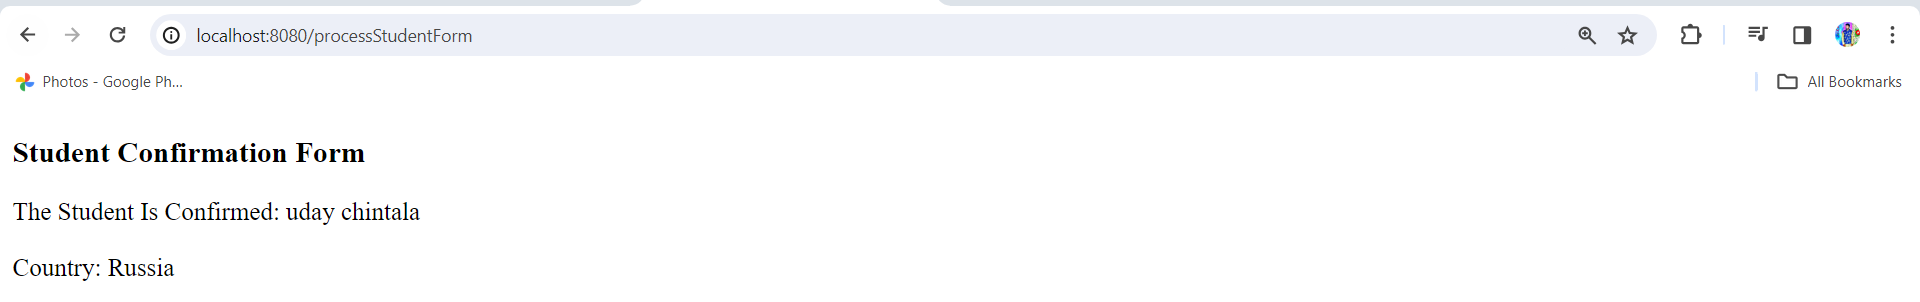 localhost:8080/processStudentForm
Photos - Google Ph...
All Bookmarks
Student Confirmation Form
The Student Is Confirmed: uday chintala
Country: Russia